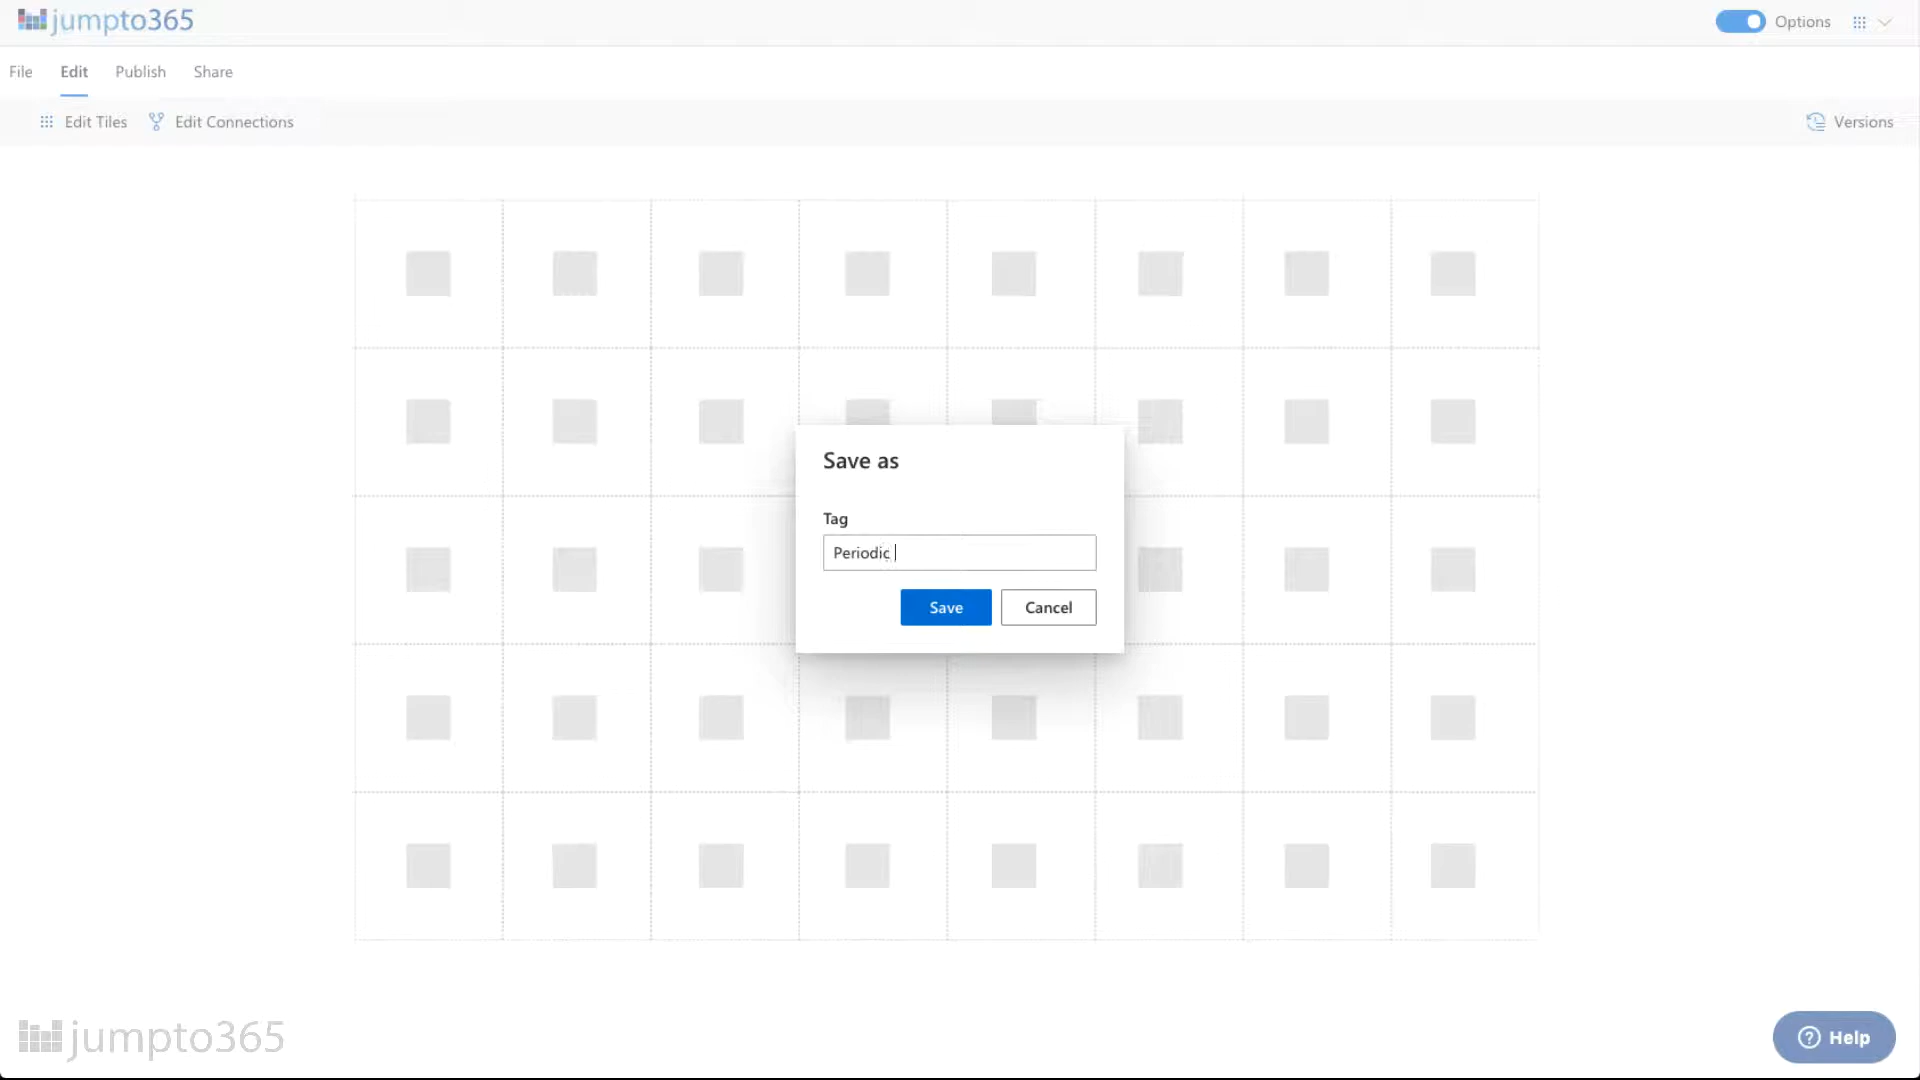 jumpto365
Options
File Edit Publish Share
Edit Tiles Edit Connections Versions
Save as
Tag
Periodic
Save Cancel
jumpto365
Help